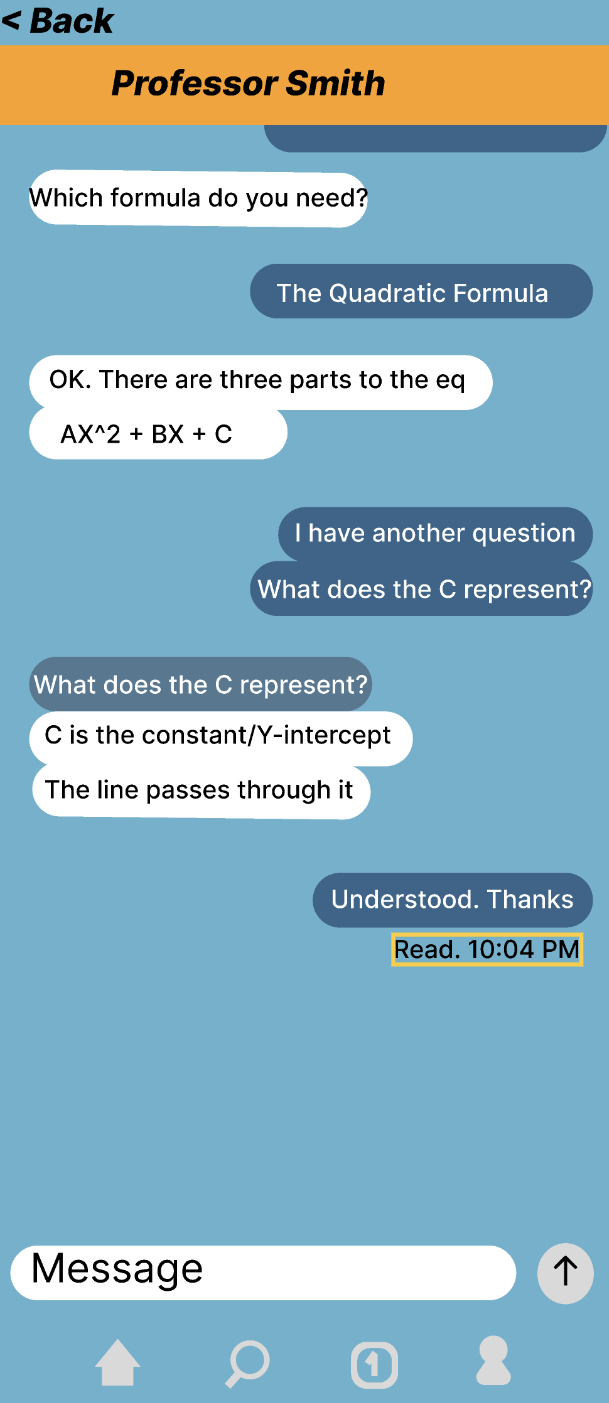 < Back
Professor Smith
Which formula do you need?
The Quadratic Formula
OK. There are three parts to the eq
AX^2 + BX + C
I have another question
What does the C represent?
What does the C represent?
C is the constant/Y-intercept
The line passes through it
Understood. Thanks
Read. 10:04 PM
Message
1